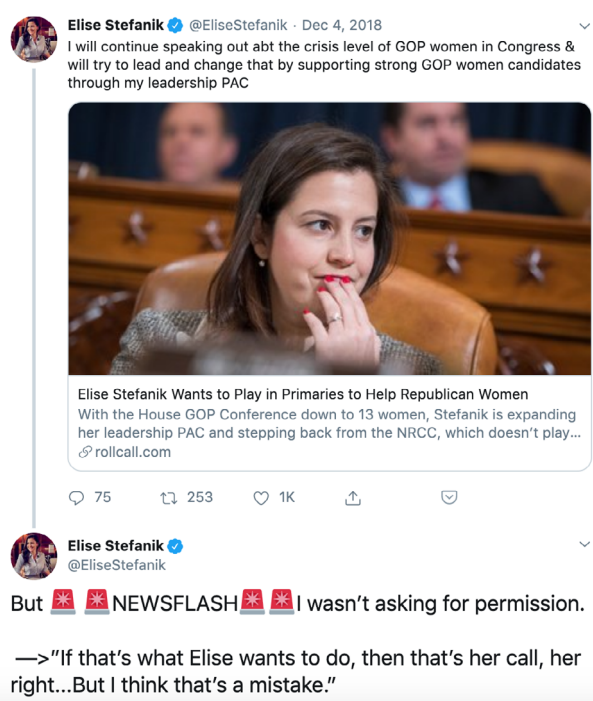 Elise Stefanik @EliseStefanik · Dec 4, 2018
I will continue speaking out abt the crisis level of GOP women in Congress &
will try to lead and change that by supporting strong GOP women candidates
through my leadership PAC
Elise Stefanik Wants to Play in Primaries to Help Republican Women
With the House GOP Conference down to 13 women, Stefanik is expanding
her leadership PAC and stepping back from the NRCC, which doesn’t play...
rollcall.com
75 253 1K
Elise Stefanik
@EliseStefanik
But 🚨 🚨NEWSFLASH🚨 🚨I wasn’t asking for permission.
—>”If that’s what Elise wants to do, then that’s her call, her
right...But I think that’s a mistake.”